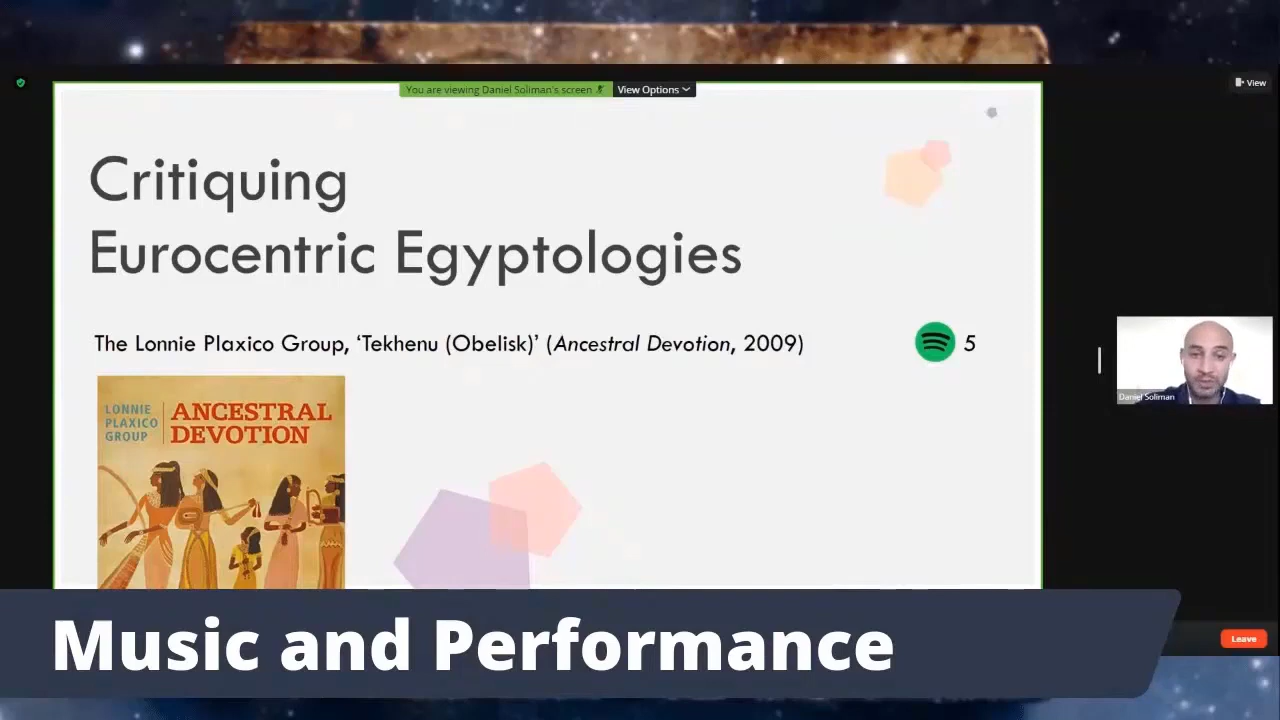 You are viewing Daniel Soliman's screen
View Options
View
Critiquing
Eurocentric Egyptologies
The Lonnie Plaxico Group, ‘Tekhenu (Obelisk)’ (Ancestral Devotion, 2009)
5
LONNIE
PLAXICO
GROUP
ANCESTRAL
DEVOTION
Daniel Soliman
Music and Performance
Leave